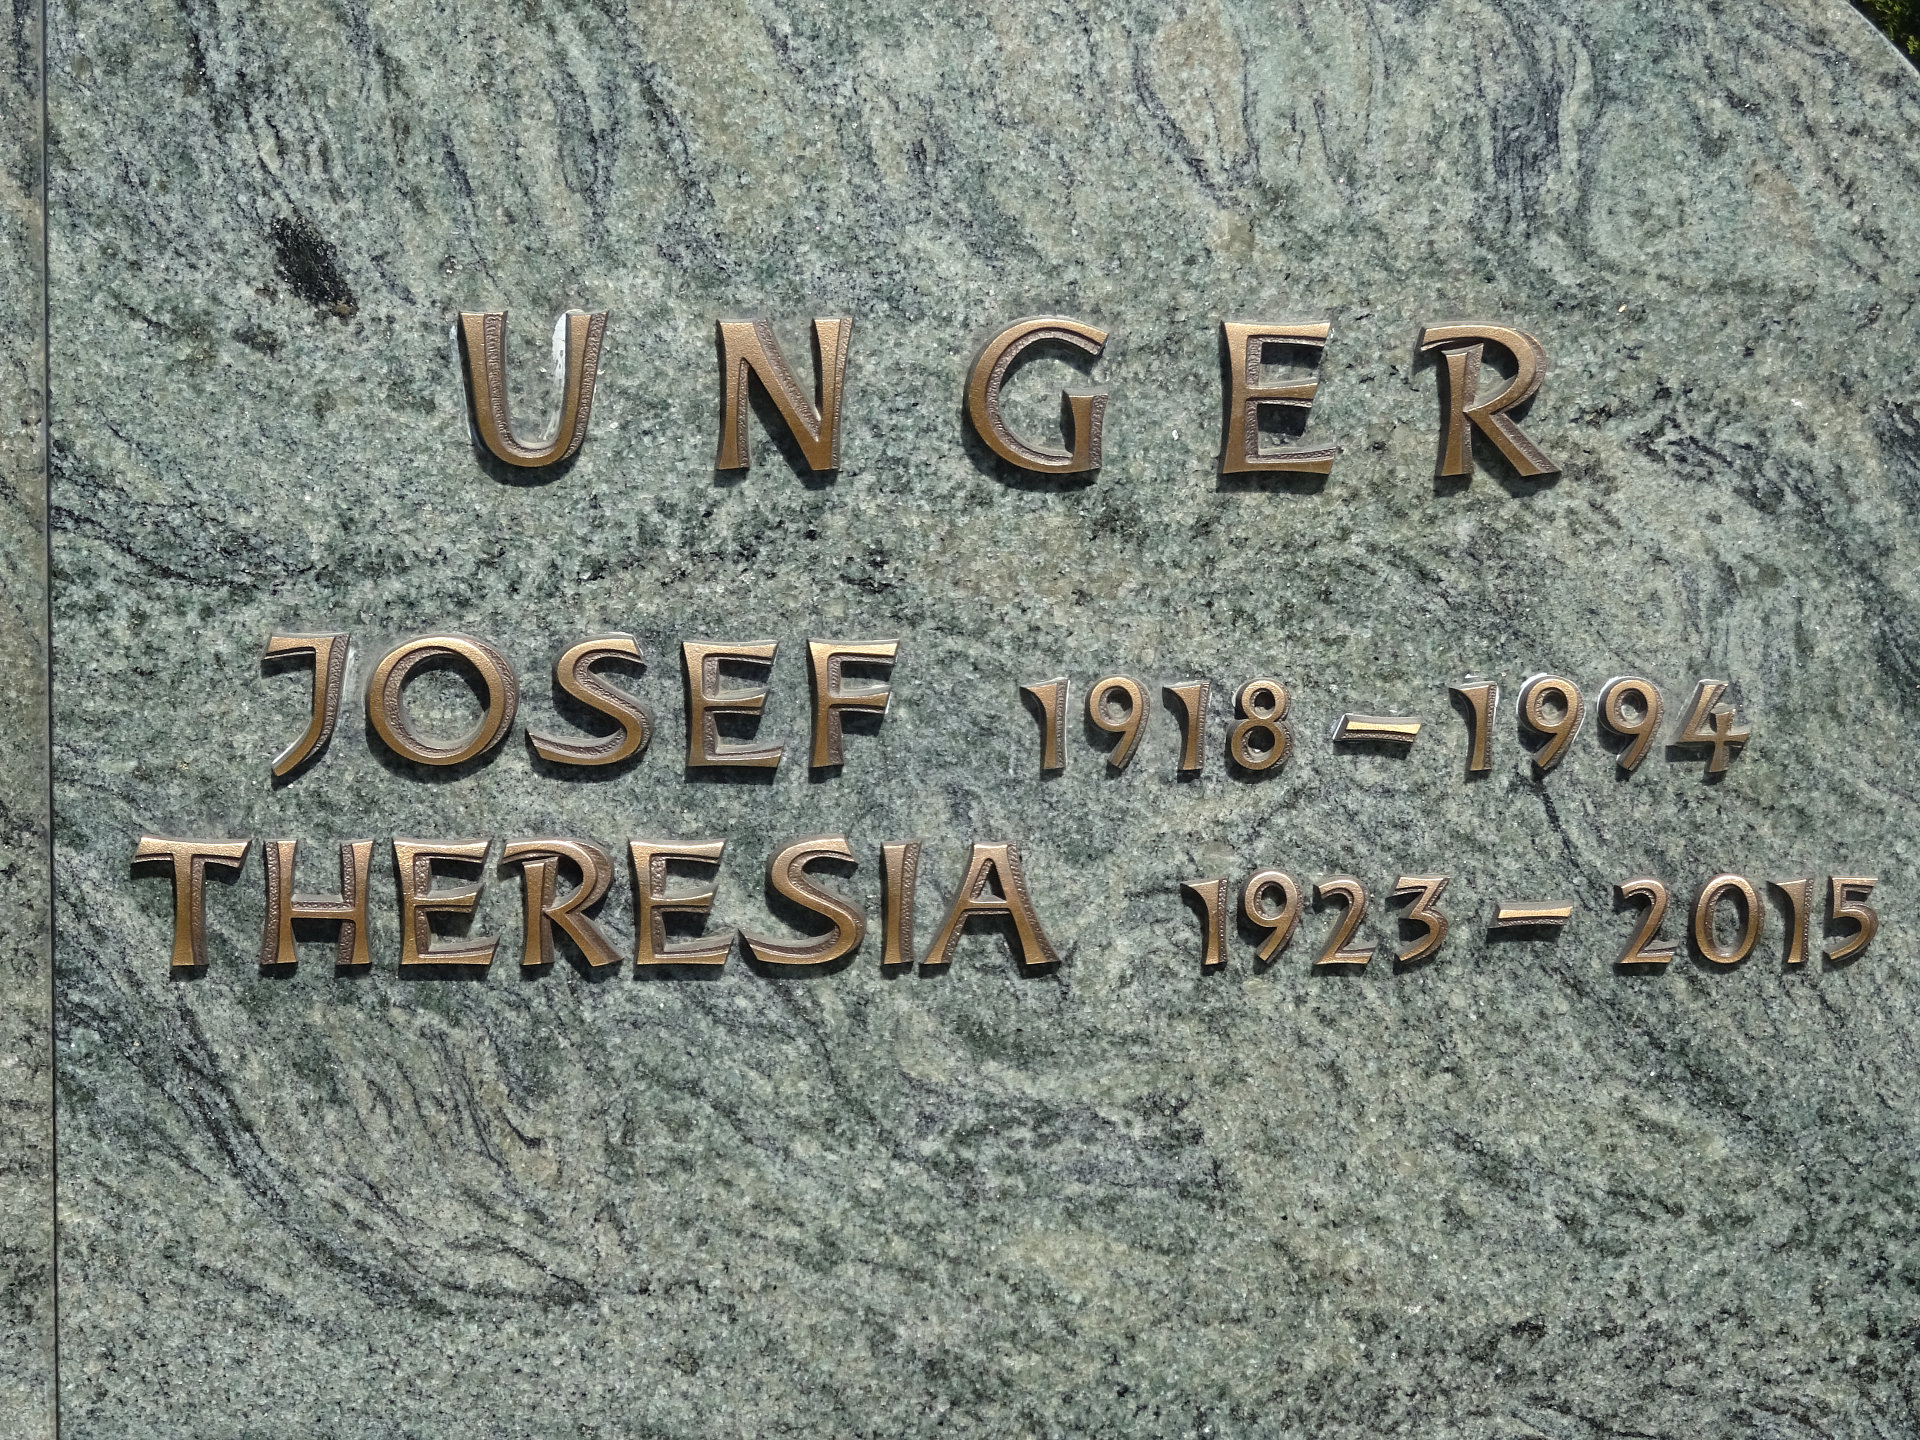 UNGER
JOSEF 1918 – 1994
THERESIA 1923 – 2015